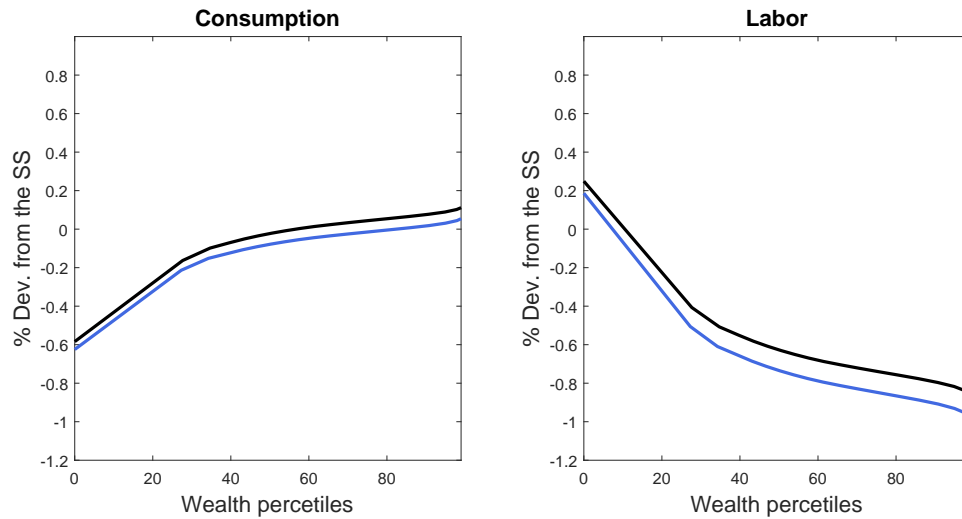 Consumption
% Dev. from the SS
0.8
0.6
0.4
0.2
0
-0.2
-0.4
-0.6
-0.8
-1
-1.2
0 20 40 60 80
Wealth percetiles
Labor
% Dev. from the SS
0.8
0.6
0.4
0.2
0
-0.2
-0.4
-0.6
-0.8
-1
-1.2
0 20 40 60 80
Wealth percetiles